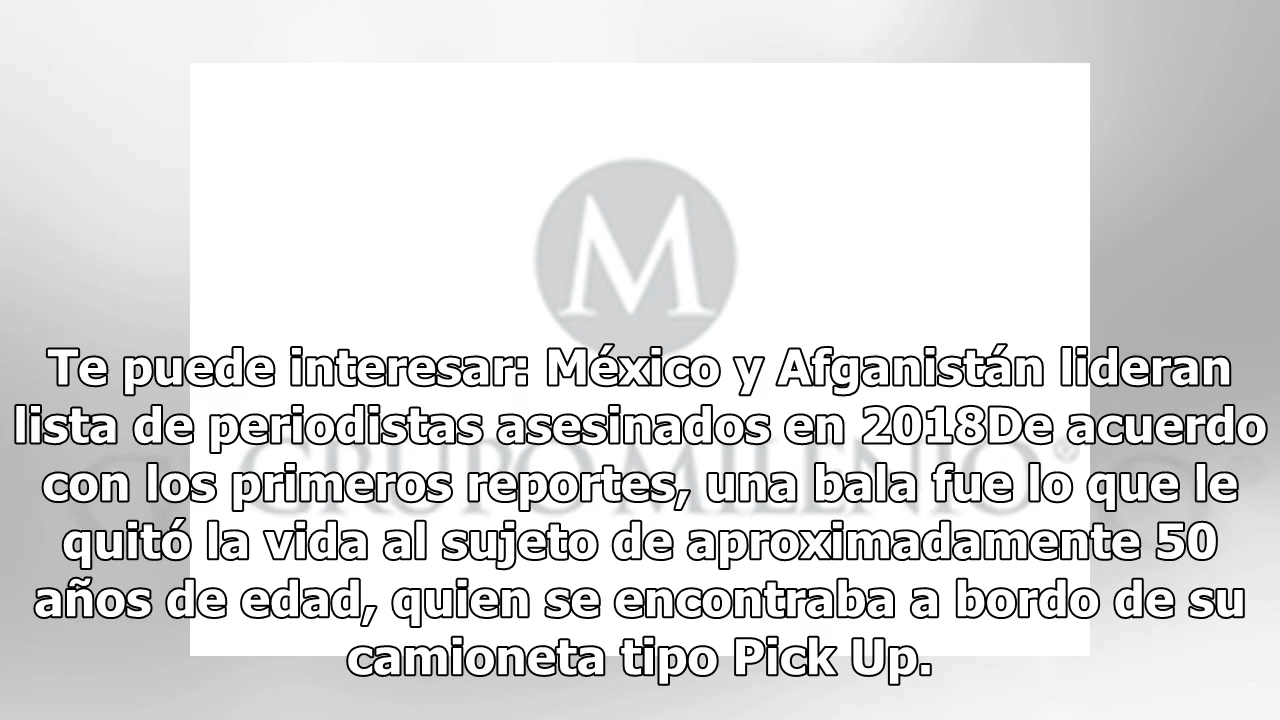 M
Te puede interesar: México y Afganistán lideran
lista de periodistas asesinados en 2018De acuerdo
GRUPO MILENIO®
con los primeros reportes, una bala fue lo que le
quitó la vida al sujeto de aproximadamente 50
años de edad, quien se encontraba a bordo de su
camioneta tipo Pick Up.